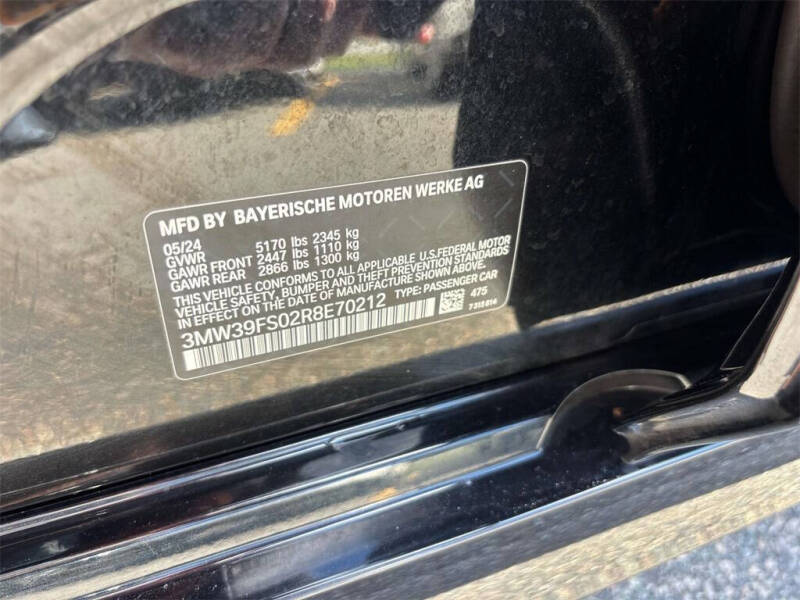 MFD BY BAYERISCHE MOTOREN WERKE AG
05/24
GVWR 5170 lbs 2345 kg
GAWR FRONT 2447 lbs 1110 kg
GAWR REAR 2866 lbs 1300 kg
THIS VEHICLE CONFORMS TO ALL APPLICABLE U.S.FEDERAL MOTOR
VEHICLE SAFETY, BUMPER, AND THEFT PREVENTION STANDARDS
IN EFFECT ON THE DATE OF MANUFACTURE SHOWN ABOVE.
3MW39FS02R8E70212 TYPE: PASSENGER CAR
475